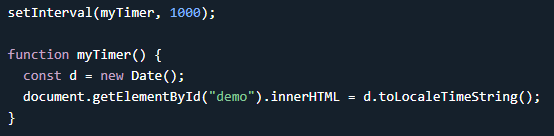 setInterval(myTimer, 1000);

function myTimer() {
  const d = new Date();
  document.getElementById("demo").innerHTML = d.toLocaleTimeString();
}